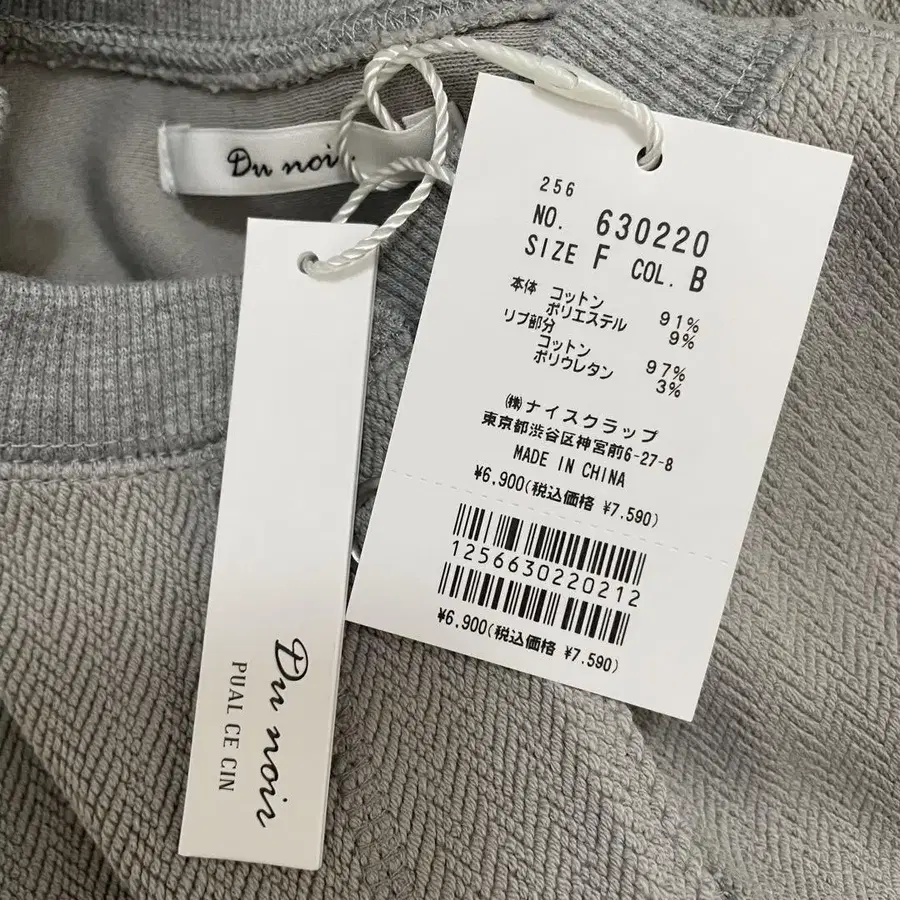 Du noir
256
NO. 630220
SIZE F COL. B
本体 コットン 91%
ポリエステル 9%
リブ部分
コットン 97%
ポリウレタン 3%
㈱ナイスクラップ
東京都渋谷区神宮前6-27-8
MADE IN CHINA
¥6.900(税込価格 ¥7.590)
1256630220212
¥6.900(税込価格 ¥7.590)
Du noir
PUAL CE CIN